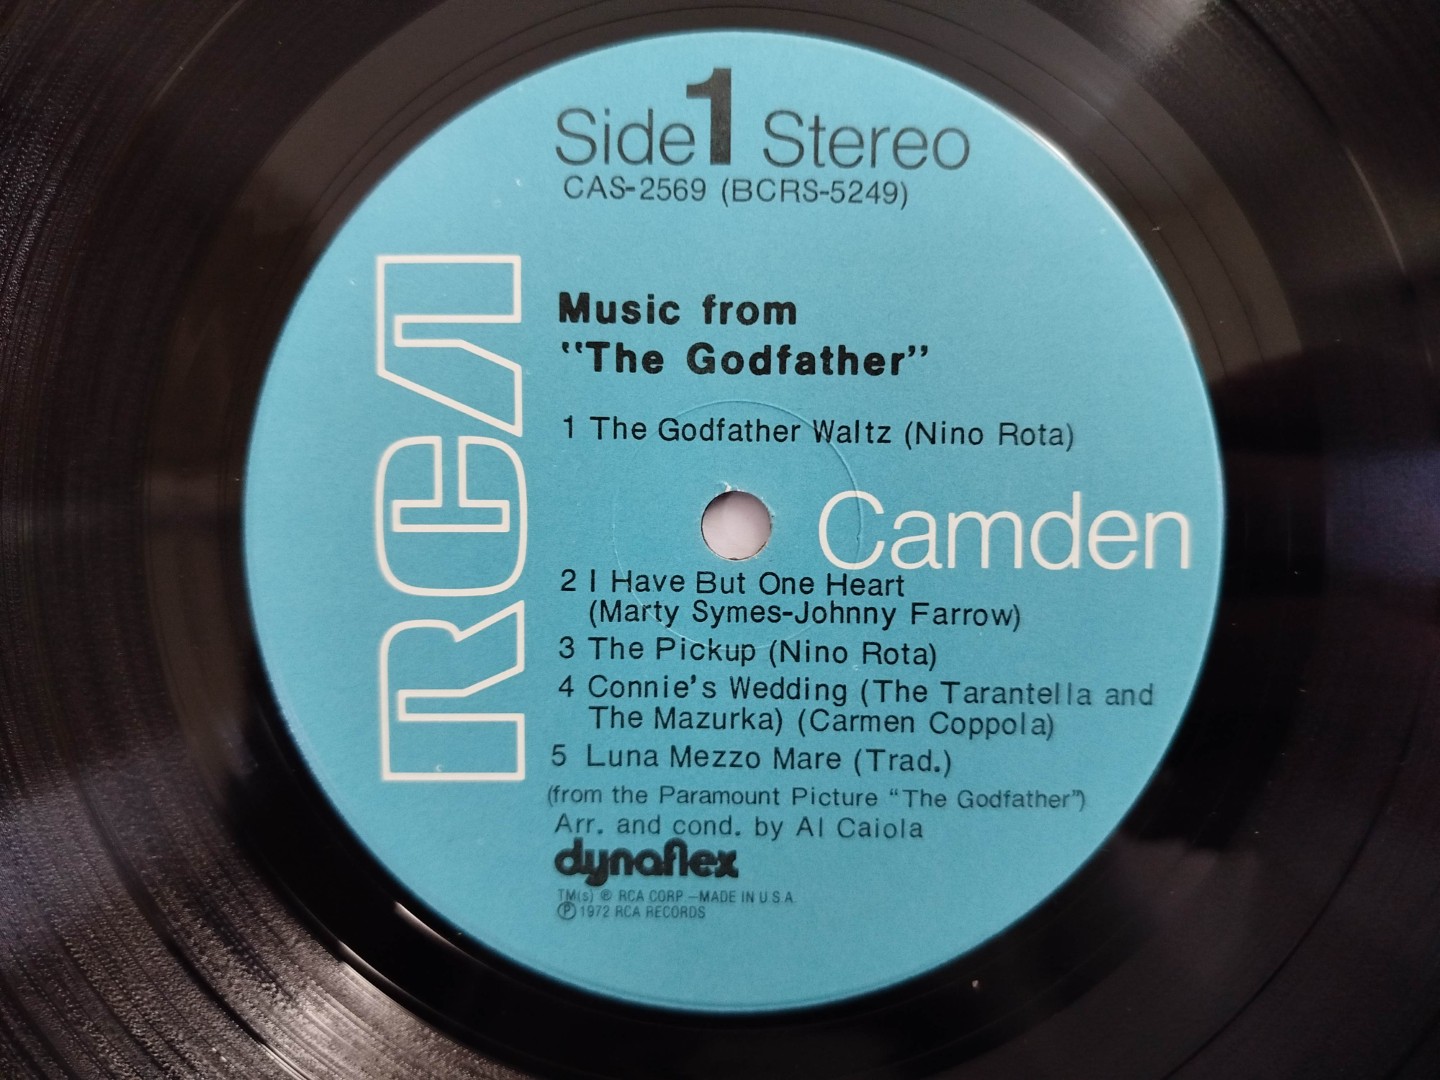 Side 1 Stereo
CAS-2569 (BCRS-5249)
RCA
Music from
“The Godfather”
1 The Godfather Waltz (Nino Rota)
Camden
2 I Have But One Heart
(Marty Symes-Johnny Farrow)
3 The Pickup (Nino Rota)
4 Connie's Wedding (The Tarantella and
The Mazurka) (Carmen Coppola)
5 Luna Mezzo Mare (Trad.)
(from the Paramount Picture “The Godfather”)
Arr. and cond. by Al Caiola
dynaflex
TM(s) ® RCA CORP.—MADE IN U.S.A.
℗ 1972 RCA RECORDS